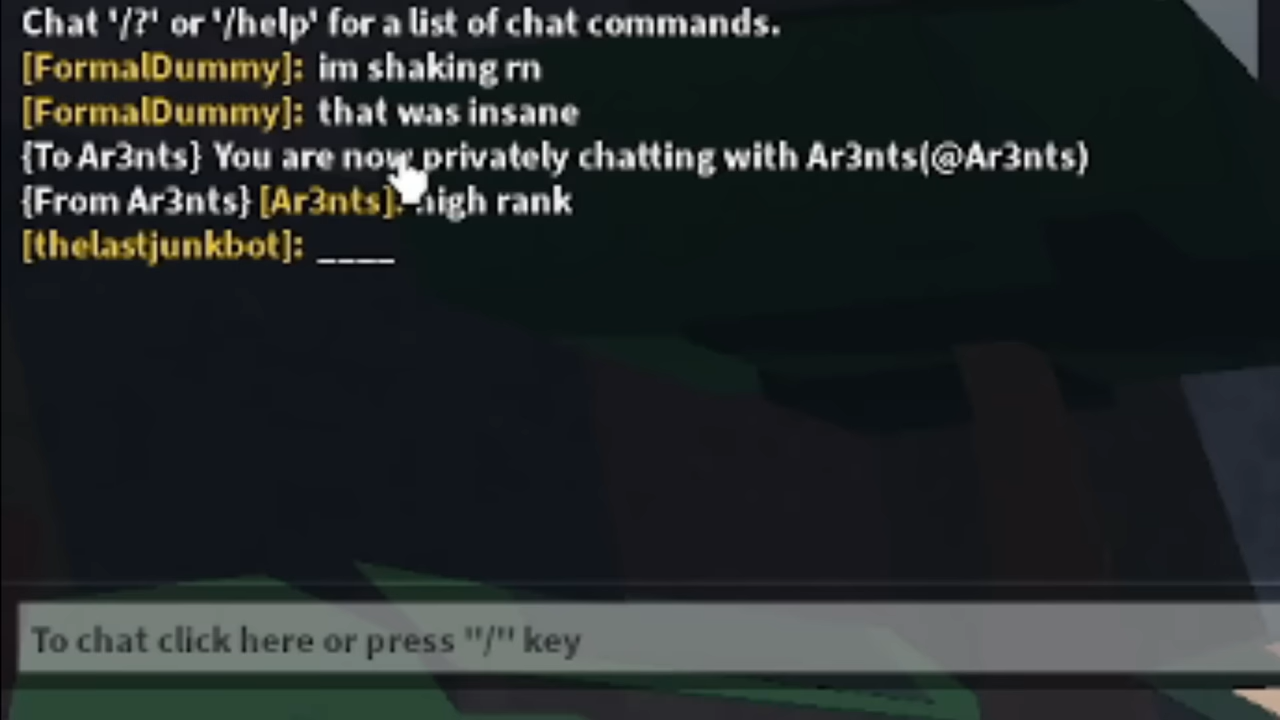 Chat '/?' or '/help' for a list of chat commands.
[FormalDummy]: im shaking rn
[FormalDummy]: that was insane
{To Ar3nts} You are now privately chatting with Ar3nts(@Ar3nts)
{From Ar3nts} [Ar3nts]: high rank
[thelastjunkbot]: ____
To chat click here or press "/" key